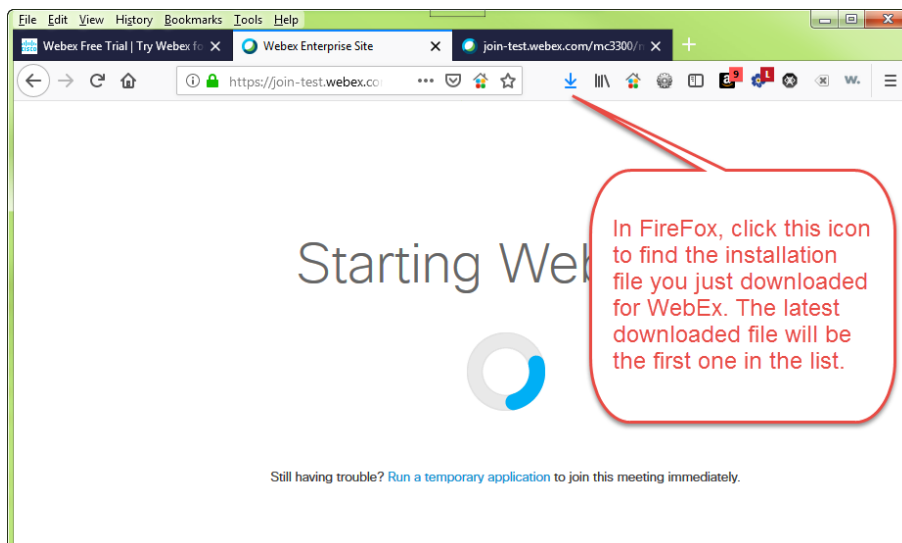 File Edit View History Bookmarks Tools Help
Webex Free Trial | Try Webex fo
Webex Enterprise Site
join-test.webex.com/mc3300/
https://join-test.webex.co
9
L
w.
Starting Web
In FireFox, click this icon
to find the installation
file you just downloaded
for WebEx. The latest
downloaded file will be
the first one in the list.
Still having trouble? Run a temporary application to join this meeting immediately.